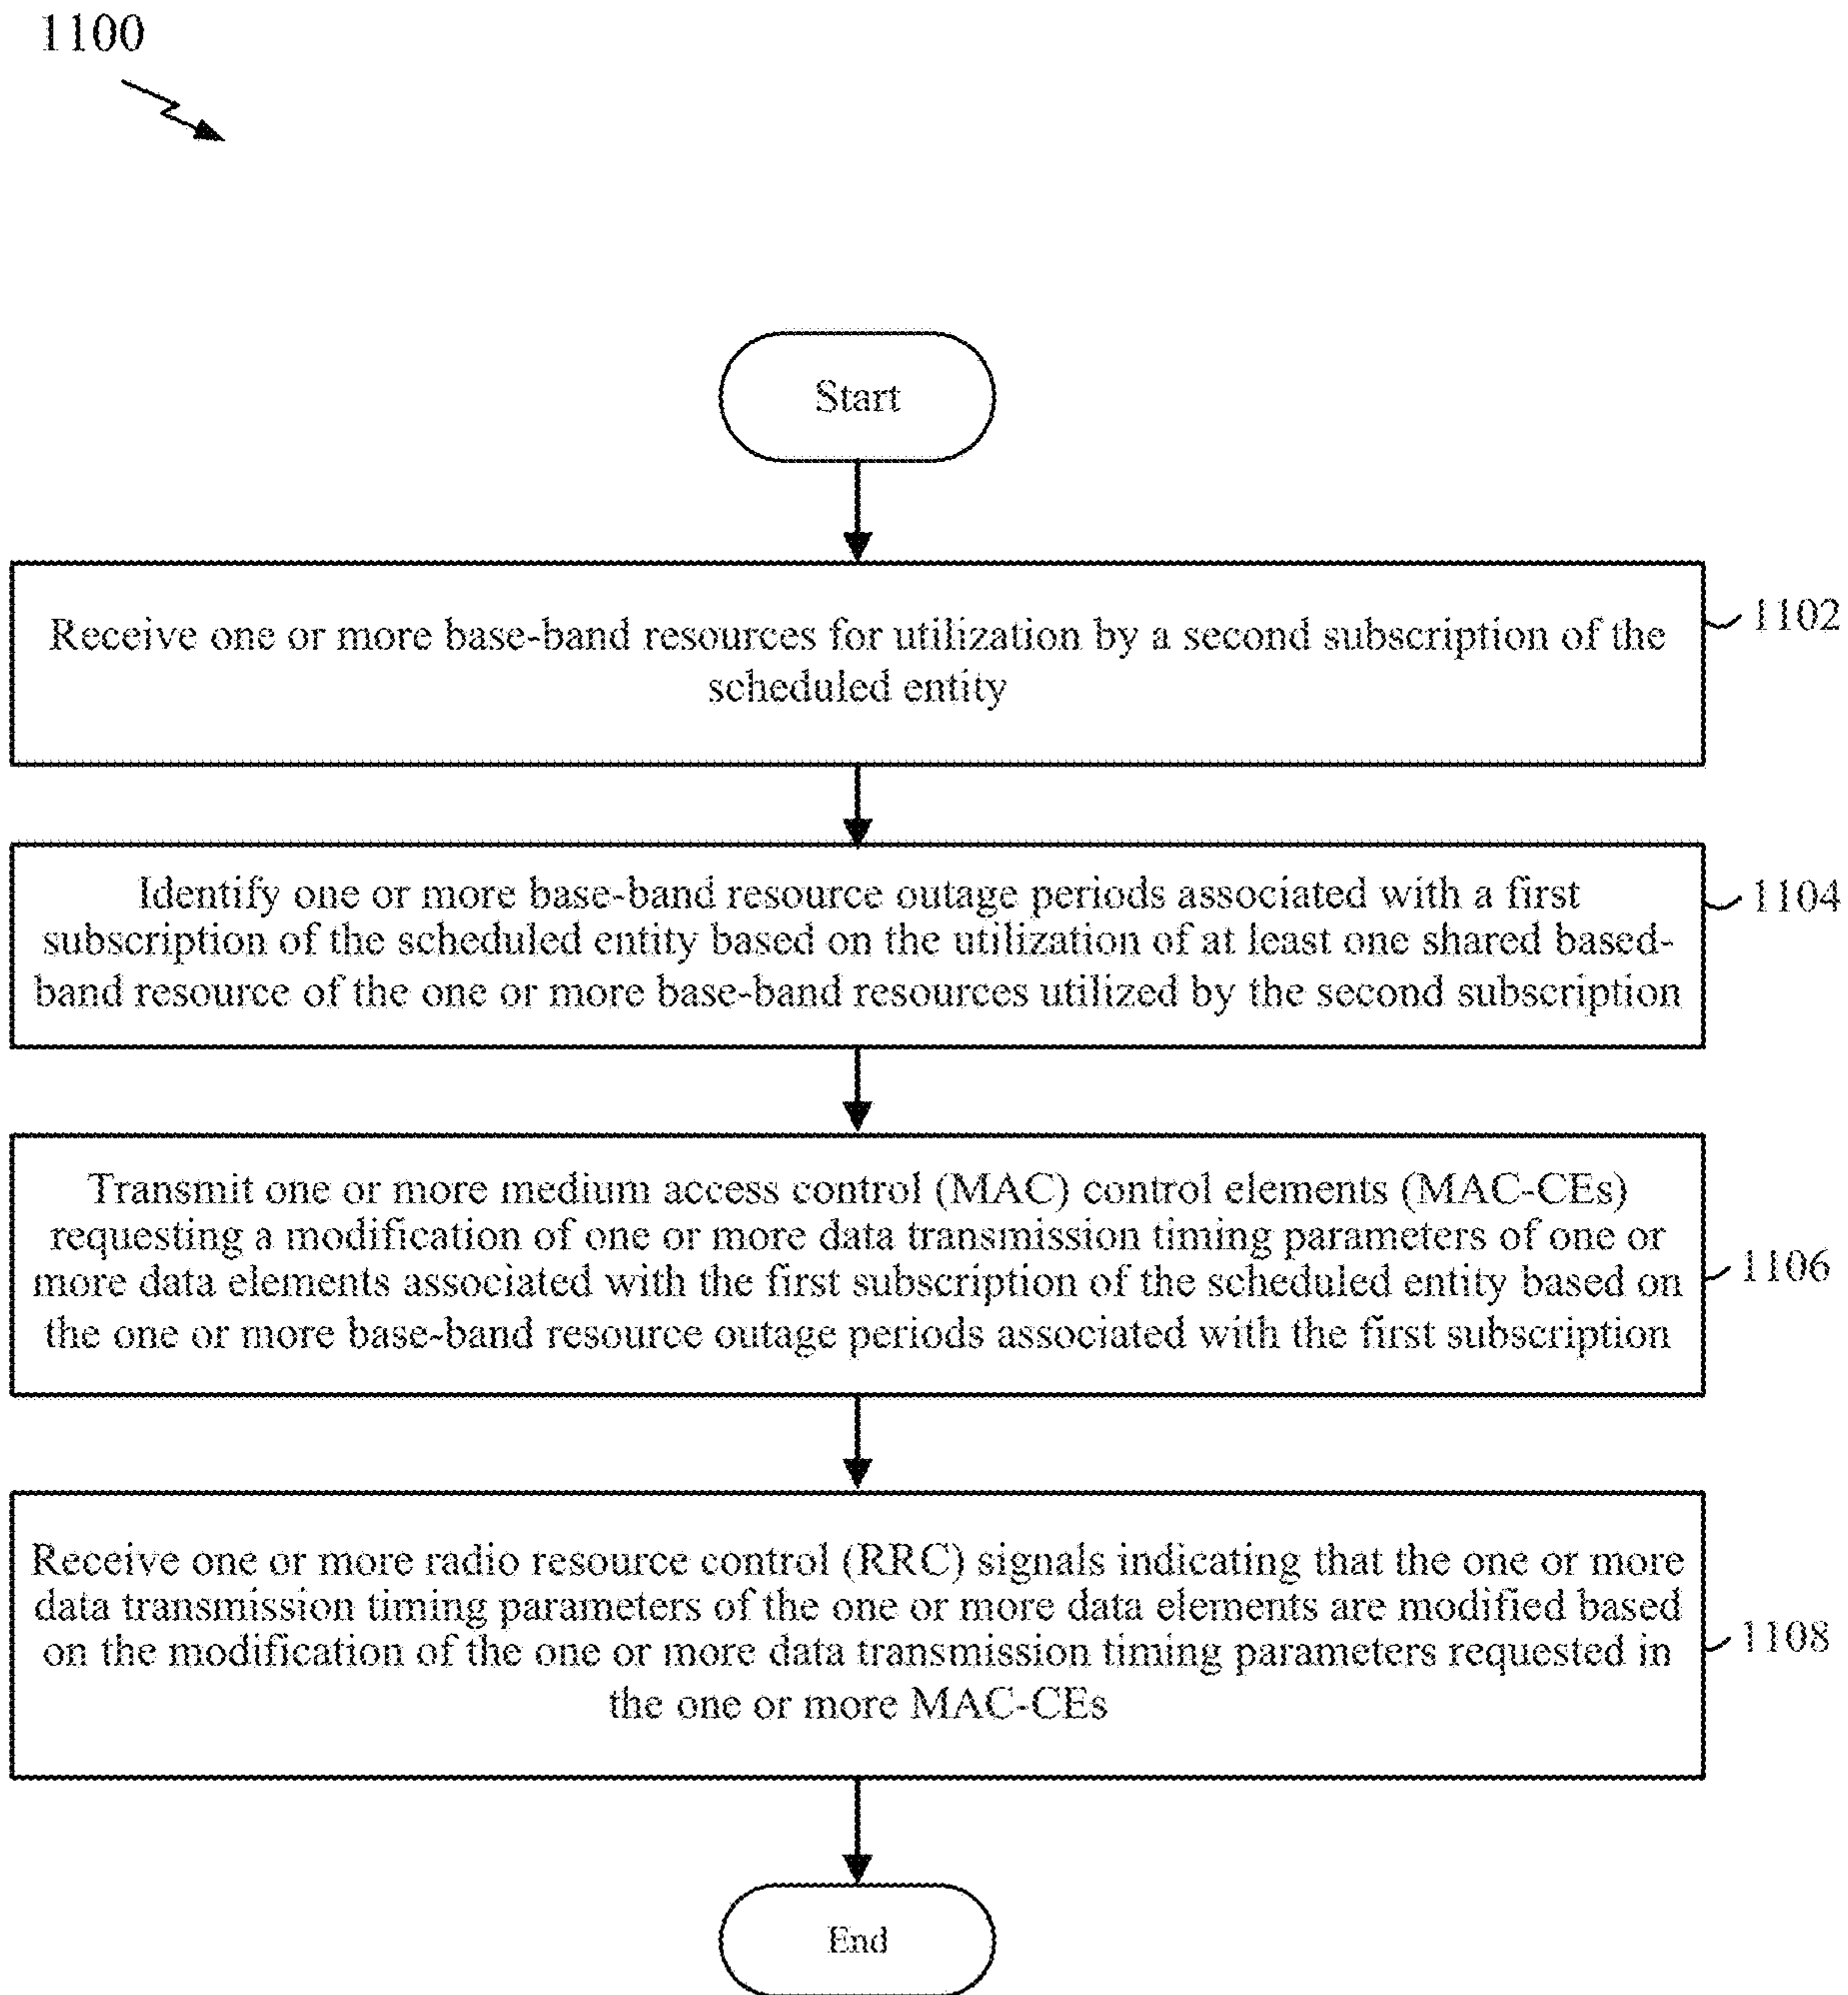 1100
Start
Receive one or more base-band resources for utilization by a second subscription of the
scheduled entity
1102
Identify one or more base-band resource outage periods associated with a first
subscription of the scheduled entity based on the utilization of at least one shared based-
band resource of the one or more base-band resources utilized by the second subscription
1104
Transmit one or more medium access control (MAC) control elements (MAC-CEs)
requesting a modification of one or more data transmission timing parameters of one or
more data elements associated with the first subscription of the scheduled entity based on
the one or more base-band resource outage periods associated with the first subscription
1106
Receive one or more radio resource control (RRC) signals indicating that the one or more
data transmission timing parameters of the one or more data elements are modified based
on the modification of the one or more data transmission timing parameters requested in
the one or more MAC-CEs
1108
End